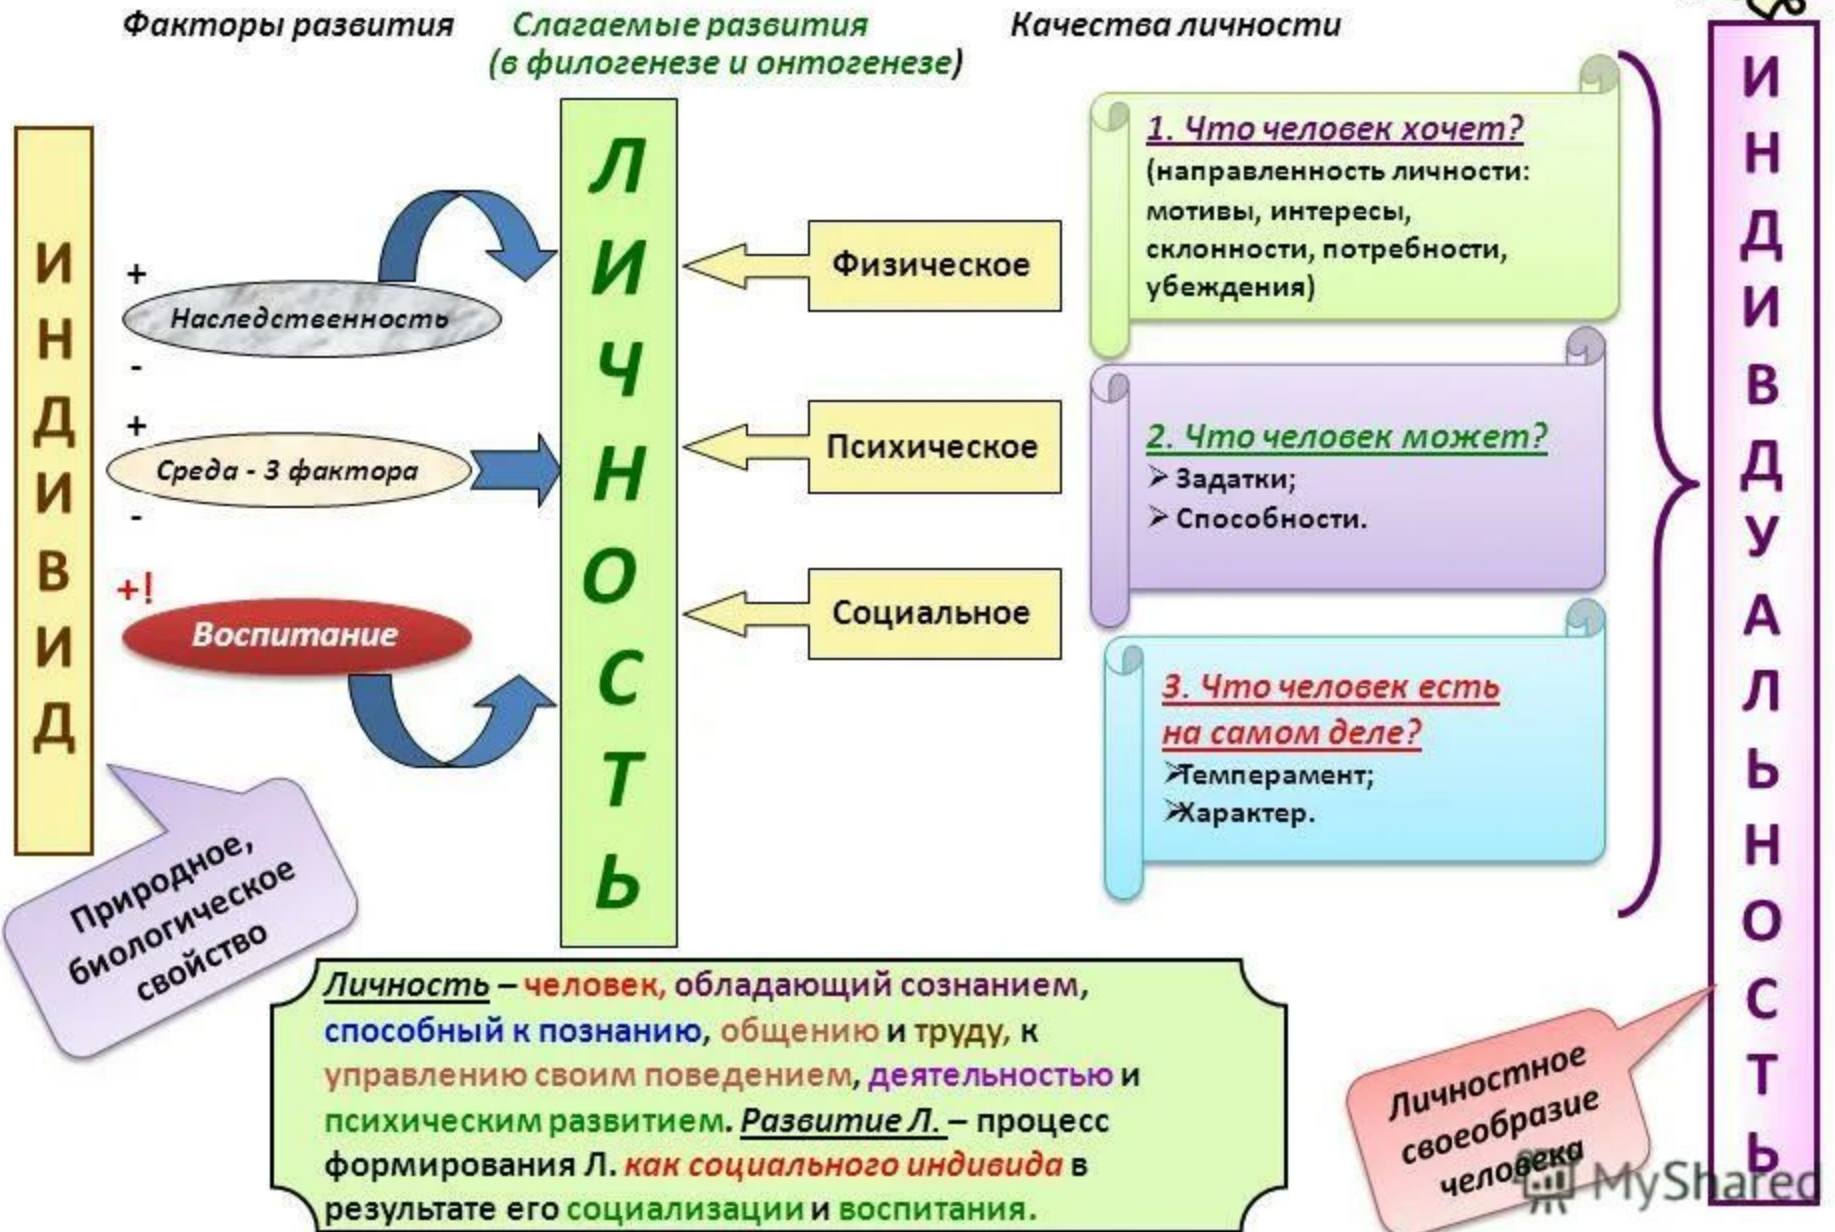 Факторы развития
Слагаемые развития
(в филогенезе и онтогенезе)
Качества личности
ИНДИВИД
+
Наследственность
-
+
Среда - 3 фактора
-
+!
Воспитание
Природное,
биологическое
свойство
ЛИЧНОСТЬ
Физическое
Психическое
Социальное
1. Что человек хочет?
(направленность личности:
мотивы, интересы,
склонности, потребности,
убеждения)
2. Что человек может?
➢ Задатки;
➢ Способности.
3. Что человек есть
на самом деле?
➢Темперамент;
➢Характер.
ИНДИВИДУАЛЬНОСТЬ
Личностное
своеобразие
человека
Личность – человек, обладающий сознанием,
способный к познанию, общению и труду, к
управлению своим поведением, деятельностью и
психическим развитием. Развитие Л. – процесс
формирования Л. как социального индивида в
результате его социализации и воспитания.
MyShared